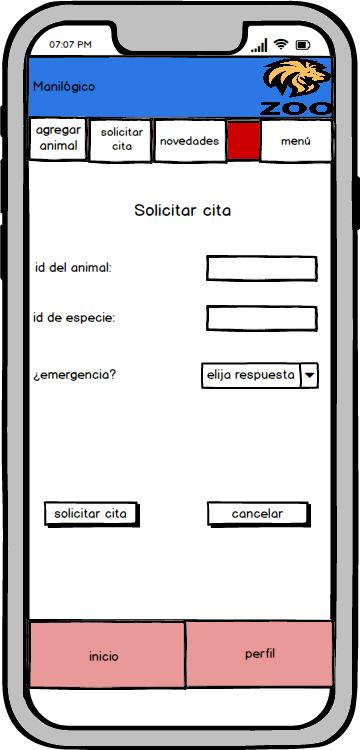 07:07 PM
Manilógico
ZOO
agregar
animal
solicitar
cita
novedades
menú
Solicitar cita
id del animal:
id de especie:
¿emergencia?
elija respuesta
solicitar cita
cancelar
inicio
perfil